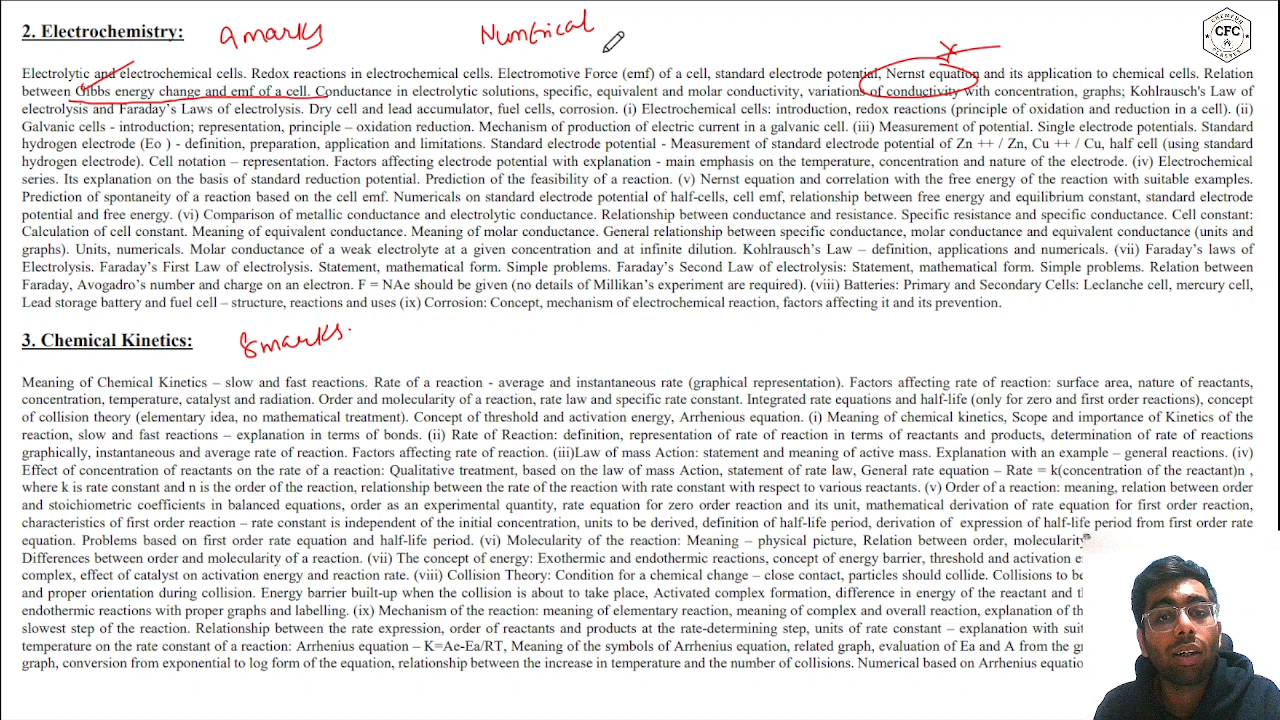 2. Electrochemistry: 9 marks Numerical
CHEMFUN CFC CLASSES
Electrolytic and electrochemical cells. Redox reactions in electrochemical cells. Electromotive Force (emf) of a cell, standard electrode potential, Nernst equation and its application to chemical cells. Relation
between Gibbs energy change and emf of a cell. Conductance in electrolytic solutions, specific, equivalent and molar conductivity, variation of conductivity with concentration, graphs; Kohlrausch's Law of
electrolysis and Faraday's Laws of electrolysis. Dry cell and lead accumulator, fuel cells, corrosion. (i) Electrochemical cells: introduction, redox reactions (principle of oxidation and reduction in a cell). (ii)
Galvanic cells - introduction; representation, principle – oxidation reduction. Mechanism of production of electric current in a galvanic cell. (iii) Measurement of potential. Single electrode potentials. Standard
hydrogen electrode (Eo ) - definition, preparation, application and limitations. Standard electrode potential - Measurement of standard electrode potential of Zn ++ / Zn, Cu ++ / Cu, half cell (using standard
hydrogen electrode). Cell notation – representation. Factors affecting electrode potential with explanation - main emphasis on the temperature, concentration and nature of the electrode. (iv) Electrochemical
series. Its explanation on the basis of standard reduction potential. Prediction of the feasibility of a reaction. (v) Nernst equation and correlation with the free energy of the reaction with suitable examples.
Prediction of spontaneity of a reaction based on the cell emf. Numericals on standard electrode potential of half-cells, cell emf, relationship between free energy and equilibrium constant, standard electrode
potential and free energy. (vi) Comparison of metallic conductance and electrolytic conductance. Relationship between conductance and resistance. Specific resistance and specific conductance. Cell constant:
Calculation of cell constant. Meaning of equivalent conductance. Meaning of molar conductance. General relationship between specific conductance, molar conductance and equivalent conductance (units and
graphs). Units, numericals. Molar conductance of a weak electrolyte at a given concentration and at infinite dilution. Kohlrausch's Law – definition, applications and numericals. (vii) Faraday's laws of
Electrolysis. Faraday's First Law of electrolysis. Statement, mathematical form. Simple problems. Faraday's Second Law of electrolysis: Statement, mathematical form. Simple problems. Relation between
Faraday, Avogadro's number and charge on an electron. F = NAe should be given (no details of Millikan's experiment are required). (viii) Batteries: Primary and Secondary Cells: Leclanche cell, mercury cell,
Lead storage battery and fuel cell – structure, reactions and uses (ix) Corrosion: Concept, mechanism of electrochemical reaction, factors affecting it and its prevention.
3. Chemical Kinetics: 8 marks.
Meaning of Chemical Kinetics – slow and fast reactions. Rate of a reaction - average and instantaneous rate (graphical representation). Factors affecting rate of reaction: surface area, nature of reactants,
concentration, temperature, catalyst and radiation. Order and molecularity of a reaction, rate law and specific rate constant. Integrated rate equations and half-life (only for zero and first order reactions), concept
of collision theory (elementary idea, no mathematical treatment). Concept of threshold and activation energy, Arrhenious equation. (i) Meaning of chemical kinetics, Scope and importance of Kinetics of the
reaction, slow and fast reactions – explanation in terms of bonds. (ii) Rate of Reaction: definition, representation of rate of reaction in terms of reactants and products, determination of rate of reactions
graphically, instantaneous and average rate of reaction. Factors affecting rate of reaction. (iii)Law of mass Action: statement and meaning of active mass. Explanation with an example – general reactions. (iv)
Effect of concentration of reactants on the rate of a reaction: Qualitative treatment, based on the law of mass Action, statement of rate law, General rate equation – Rate = k(concentration of the reactant)n ,
where k is rate constant and n is the order of the reaction, relationship between the rate of the reaction with rate constant with respect to various reactants. (v) Order of a reaction: meaning, relation between order
and stoichiometric coefficients in balanced equations, order as an experimental quantity, rate equation for zero order reaction and its unit, mathematical derivation of rate equation for first order reaction,
characteristics of first order reaction – rate constant is independent of the initial concentration, units to be derived, definition of half-life period, derivation of expression of half-life period from first order rate
equation. Problems based on first order rate equation and half-life period. (vi) Molecularity of the reaction: Meaning – physical picture, Relation between order, molecularity
Differences between order and molecularity of a reaction. (vii) The concept of energy: Exothermic and endothermic reactions, concept of energy barrier, threshold and activation
complex, effect of catalyst on activation energy and reaction rate. (viii) Collision Theory: Condition for a chemical change – close contact, particles should collide. Collisions to be
and proper orientation during collision. Energy barrier built-up when the collision is about to take place, Activated complex formation, difference in energy of the reactant and
endothermic reactions with proper graphs and labelling. (ix) Mechanism of the reaction: meaning of elementary reaction, meaning of complex and overall reaction, explanation of
slowest step of the reaction. Relationship between the rate expression, order of reactants and products at the rate-determining step, units of rate constant – explanation with
temperature on the rate constant of a reaction: Arrhenius equation – K=Ae-Ea/RT, Meaning of the symbols of Arrhenius equation, related graph, evaluation of Ea and A from the
graph, conversion from exponential to log form of the equation, relationship between the increase in temperature and the number of collisions. Numerical based on Arrhenius